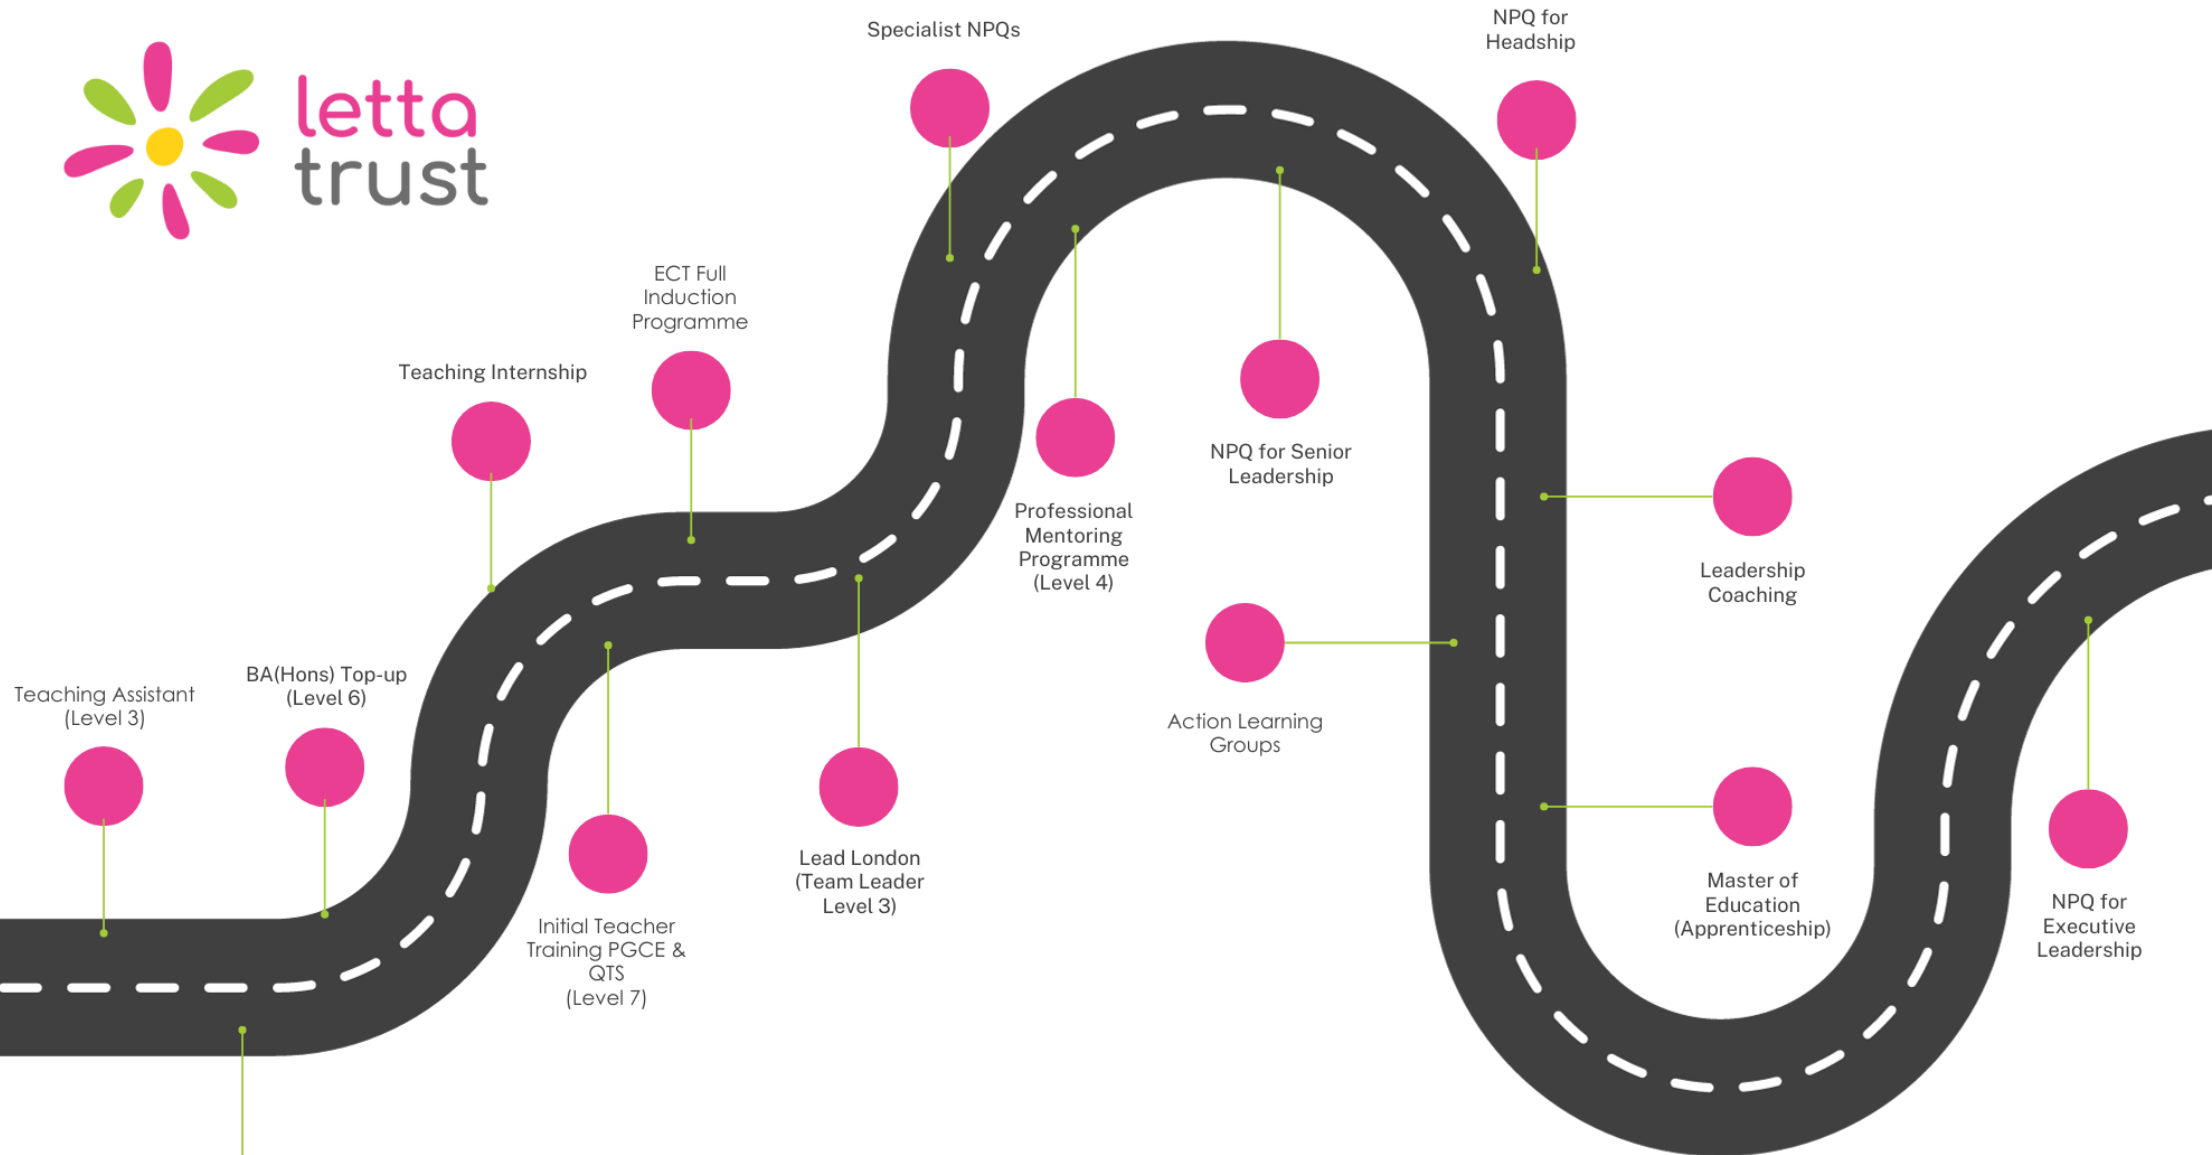 letta
trust
Teaching Assistant
(Level 3)
BA(Hons) Top-up
(Level 6)
Teaching Internship
Initial Teacher
Training PGCE &
QTS
(Level 7)
ECT Full
Induction
Programme
Lead London
(Team Leader
Level 3)
Specialist NPQs
Professional
Mentoring
Programme
(Level 4)
NPQ for Senior
Leadership
NPQ for
Headship
Leadership
Coaching
Action Learning
Groups
Master of
Education
(Apprenticeship)
NPQ for
Executive
Leadership